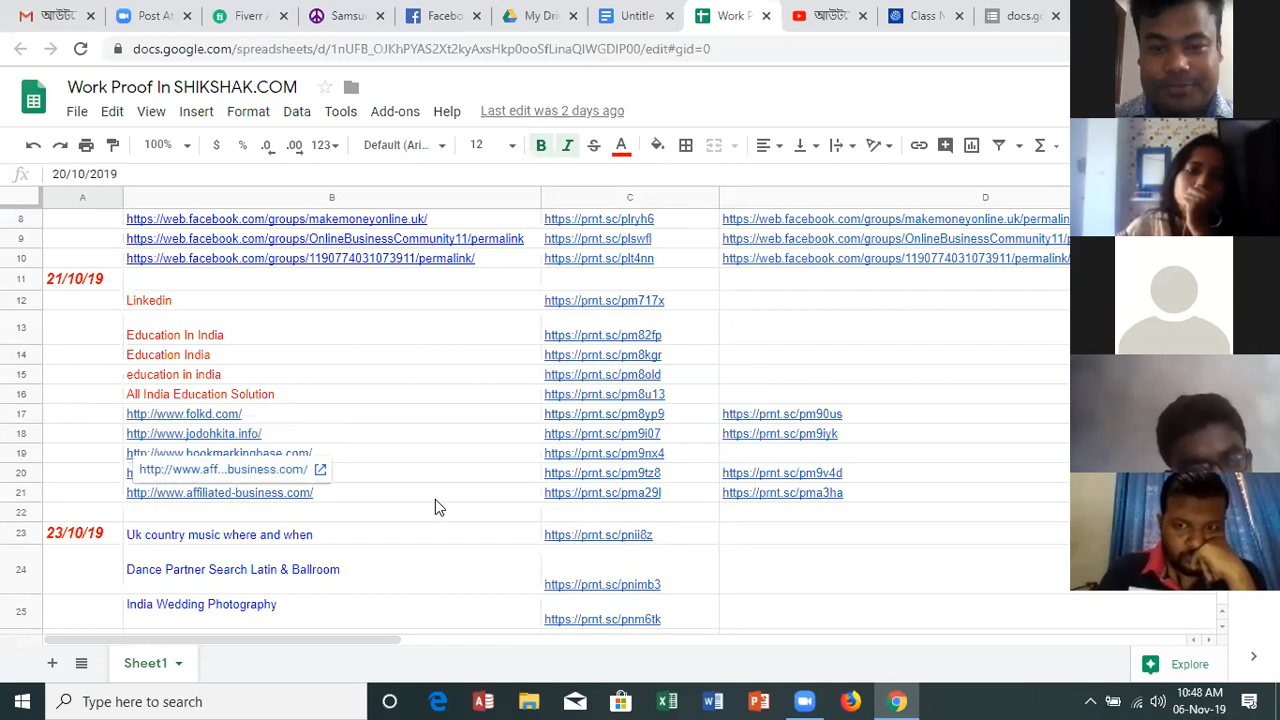 আউট
Post At
Fiverr
Samsu
Facebo
My Dri
Untitle
Work P
আউট
Class N
docs.g
docs.google.com/spreadsheets/d/1nUFB_OJKhPYAS2Xt2kyAxsHkp0ooSfLinaQIWGDIP00/edit#gid=0
Work Proof In SHIKSHAK.COM
File Edit View Insert Format Data Tools Add-ons Help Last edit was 2 days ago
100% $ % .0 .00 123 Default (Ari... 12 B I S A
fx 20/10/2019
A B C D
8 https://web.facebook.com/groups/makemoneyonline.uk/ https://prnt.sc/plryh6 https://web.facebook.com/groups/makemoneyonline.uk/permalin
9 https://web.facebook.com/groups/OnlineBusinessCommunity11/permalink https://prnt.sc/plswfl https://web.facebook.com/groups/OnlineBusinessCommunity11/p
10 https://web.facebook.com/groups/1190774031073911/permalink/ https://prnt.sc/plt4nn https://web.facebook.com/groups/1190774031073911/permalink/
11 21/10/19
12 Linkedin https://prnt.sc/pm717x
13 Education In India https://prnt.sc/pm82fp
14 Education India https://prnt.sc/pm8kgr
15 education in india https://prnt.sc/pm8old
16 All India Education Solution https://prnt.sc/pm8u13
17 http://www.folkd.com/ https://prnt.sc/pm8yp9 https://prnt.sc/pm90us
18 http://www.jodohkita.info/ https://prnt.sc/pm9l07 https://prnt.sc/pm9iyk
19 http://www.bookmarkingbase.com/ https://prnt.sc/pm9nx4
http://www.aff...business.com/
20 https://prnt.sc/pm9tz8 https://prnt.sc/pm9v4d
21 http://www.affiliated-business.com/ https://prnt.sc/pma29l https://prnt.sc/pma3ha
22
23 23/10/19 Uk country music where and when https://prnt.sc/pnii8z
24 Dance Partner Search Latin & Ballroom https://prnt.sc/pnimb3
25 India Wedding Photography https://prnt.sc/pnm6tk
Sheet1
Explore
Type here to search
10:48 AM
06-Nov-19